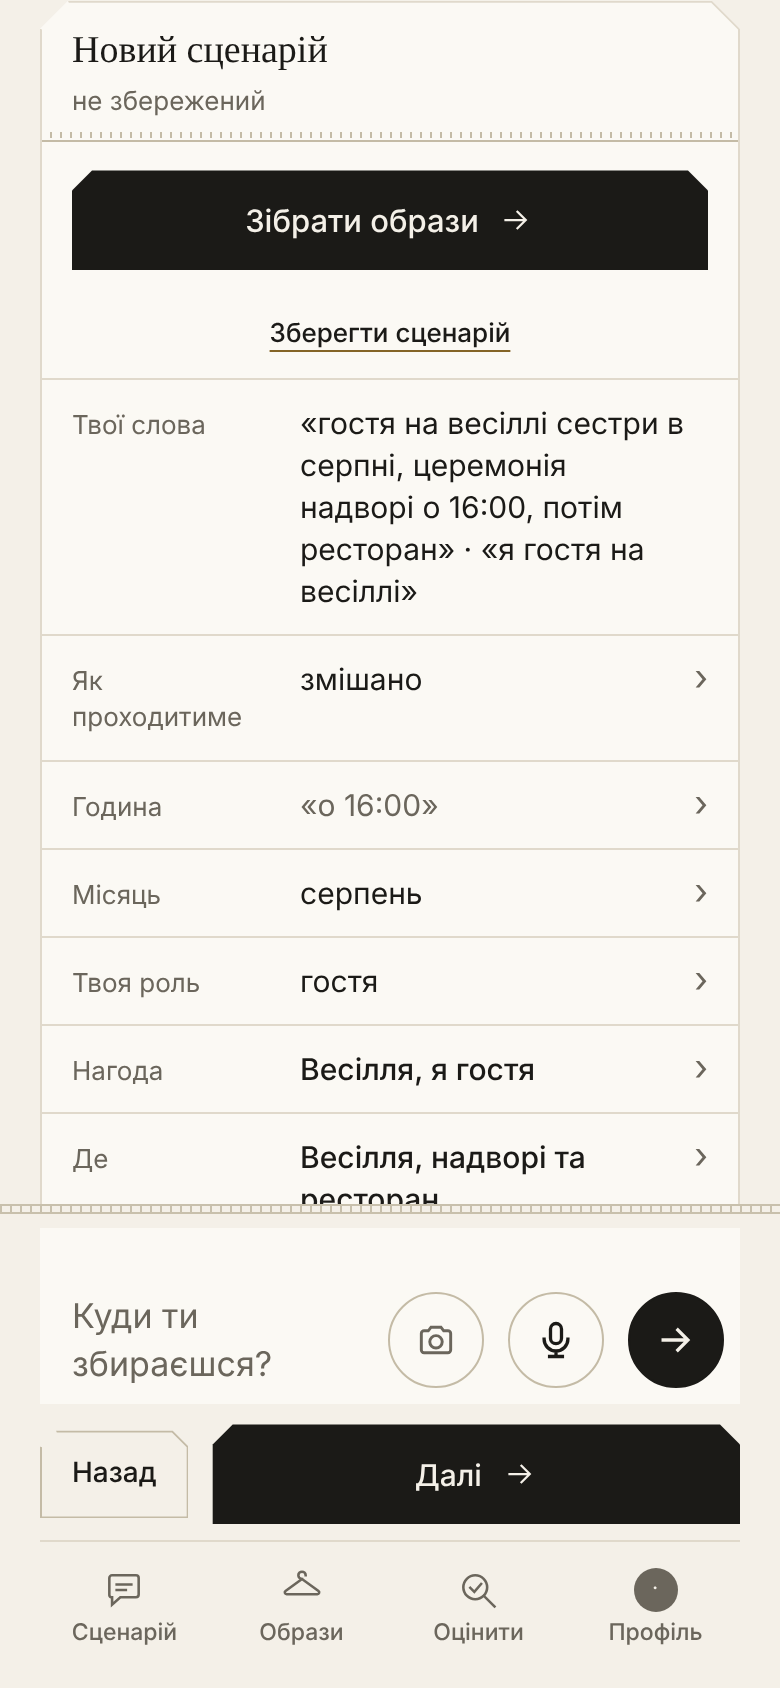 Новий сценарій
не збережений
Зібрати образи →
Зберегти сценарій
Твої слова
«гостя на весіллі сестри в
серпні, церемонія
надворі о 16:00, потім
ресторан» · «я гостя на
весіллі»
Як
проходитиме
змішано
Година
«о 16:00»
Місяць
серпень
Твоя роль
гостя
Нагода
Весілля, я гостя
Де
Весілля, надворі та
ресторан
Куди ти
збираєшся?
Назад
Далі →
Сценарій
Образи
Оцінити
Профіль